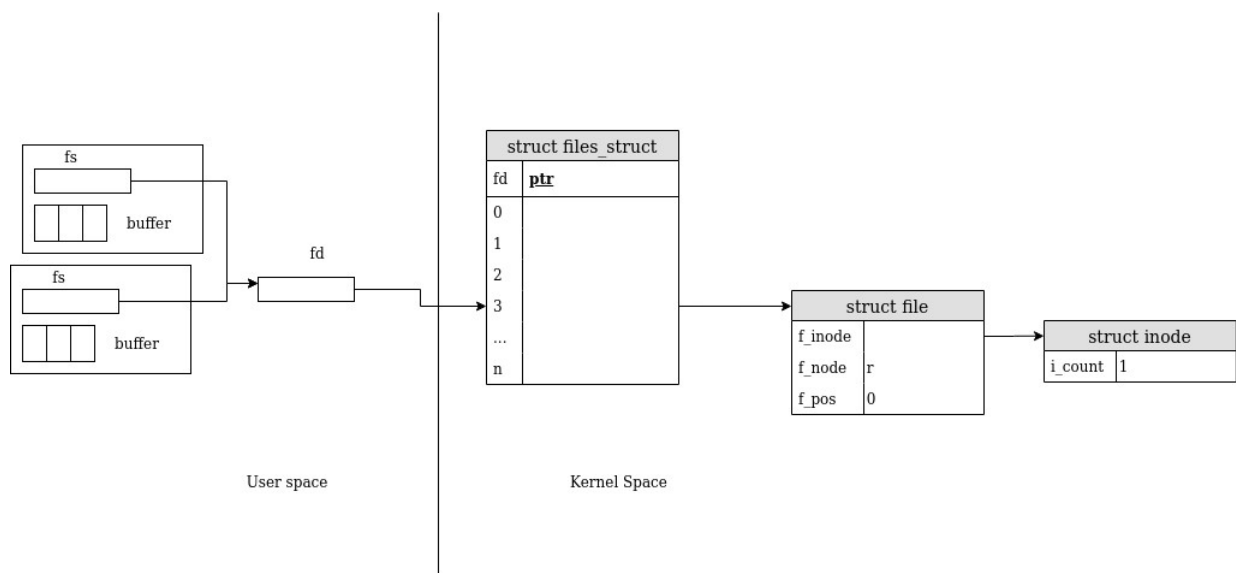 fs
buffer
fs
buffer
fd
struct files_struct
fd ptr
0
1
2
3
...
n
struct file
f_inode
f_node r
f_pos 0
struct inode
i_count 1
User space
Kernel Space